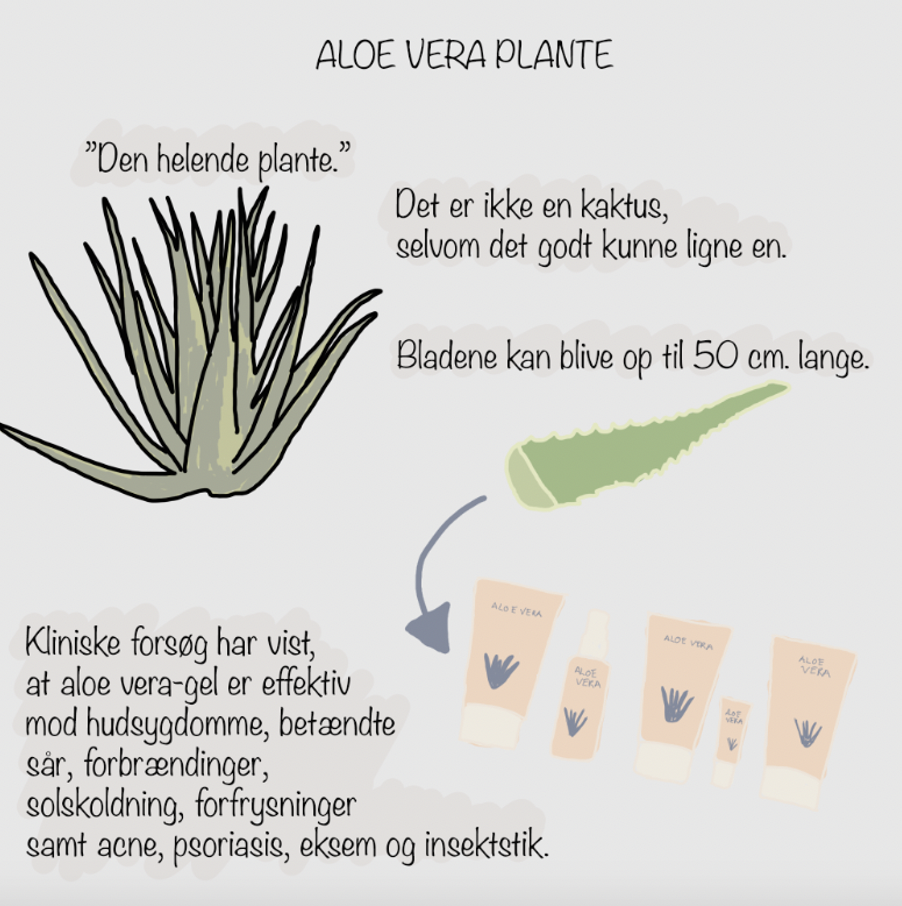 ALOE VERA PLANTE
”Den helende plante.”
Det er ikke en kaktus,
selvom det godt kunne ligne en.
Bladene kan blive op til 50 cm. lange.
Kliniske forsøg har vist,
at aloe vera-gel er effektiv
mod hudsygdomme, betændte
sår, forbrændinger,
solskoldning, forfrysninger
samt acne, psoriasis, eksem og insektstik.
ALOE VERA
ALOE
VERA
ALOE VERA
ALOE
VERA
ALOE
VERA